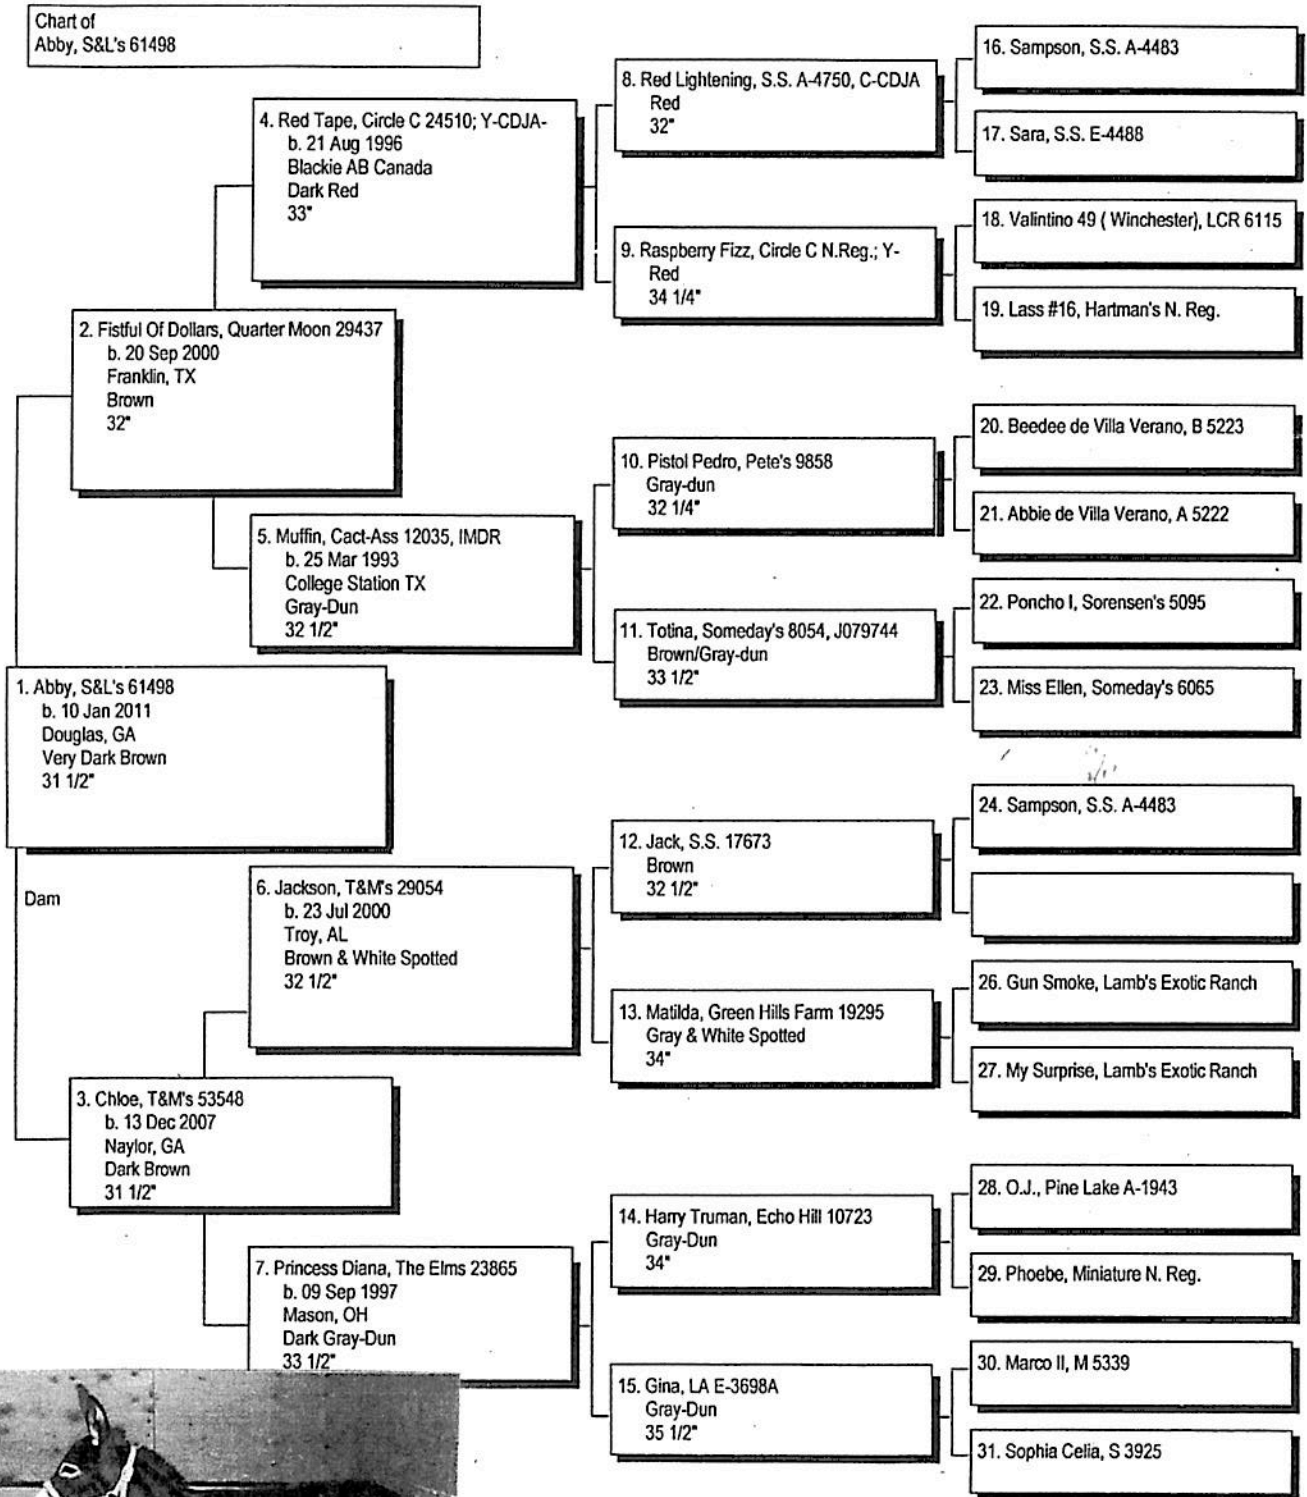 Chart of
Abby, S&L's 61498
16. Sampson, S.S. A-4483
8. Red Lightening, S.S. A-4750, C-CDJA
Red
32"
4. Red Tape, Circle C 24510; Y-CDJA-
b. 21 Aug 1996
Blackie AB Canada
Dark Red
33"
17. Sara, S.S. E-4488
18. Valintino 49 ( Winchester), LCR 6115
9. Raspberry Fizz, Circle C N.Reg.; Y-
Red
34 1/4"
19. Lass #16, Hartman's N. Reg.
2. Fistful Of Dollars, Quarter Moon 29437
b. 20 Sep 2000
Franklin, TX
Brown
32"
20. Beedee de Villa Verano, B 5223
10. Pistol Pedro, Pete's 9858
Gray-dun
32 1/4"
21. Abbie de Villa Verano, A 5222
5. Muffin, Cact-Ass 12035, IMDR
b. 25 Mar 1993
College Station TX
Gray-Dun
32 1/2"
22. Poncho I, Sorensen's 5095
11. Totina, Someday's 8054, J079744
Brown/Gray-dun
33 1/2"
23. Miss Ellen, Someday's 6065
1. Abby, S&L's 61498
b. 10 Jan 2011
Douglas, GA
Very Dark Brown
31 1/2"
24. Sampson, S.S. A-4483
12. Jack, S.S. 17673
Brown
32 1/2"
Dam
6. Jackson, T&M's 29054
b. 23 Jul 2000
Troy, AL
Brown & White Spotted
32 1/2"
26. Gun Smoke, Lamb's Exotic Ranch
13. Matilda, Green Hills Farm 19295
Gray & White Spotted
34"
27. My Surprise, Lamb's Exotic Ranch
3. Chloe, T&M's 53548
b. 13 Dec 2007
Naylor, GA
Dark Brown
31 1/2"
28. O.J., Pine Lake A-1943
14. Harry Truman, Echo Hill 10723
Gray-Dun
34"
29. Phoebe, Miniature N. Reg.
7. Princess Diana, The Elms 23865
b. 09 Sep 1997
Mason, OH
Dark Gray-Dun
33 1/2"
30. Marco II, M 5339
15. Gina, LA E-3698A
Gray-Dun
35 1/2"
31. Sophia Celia, S 3925